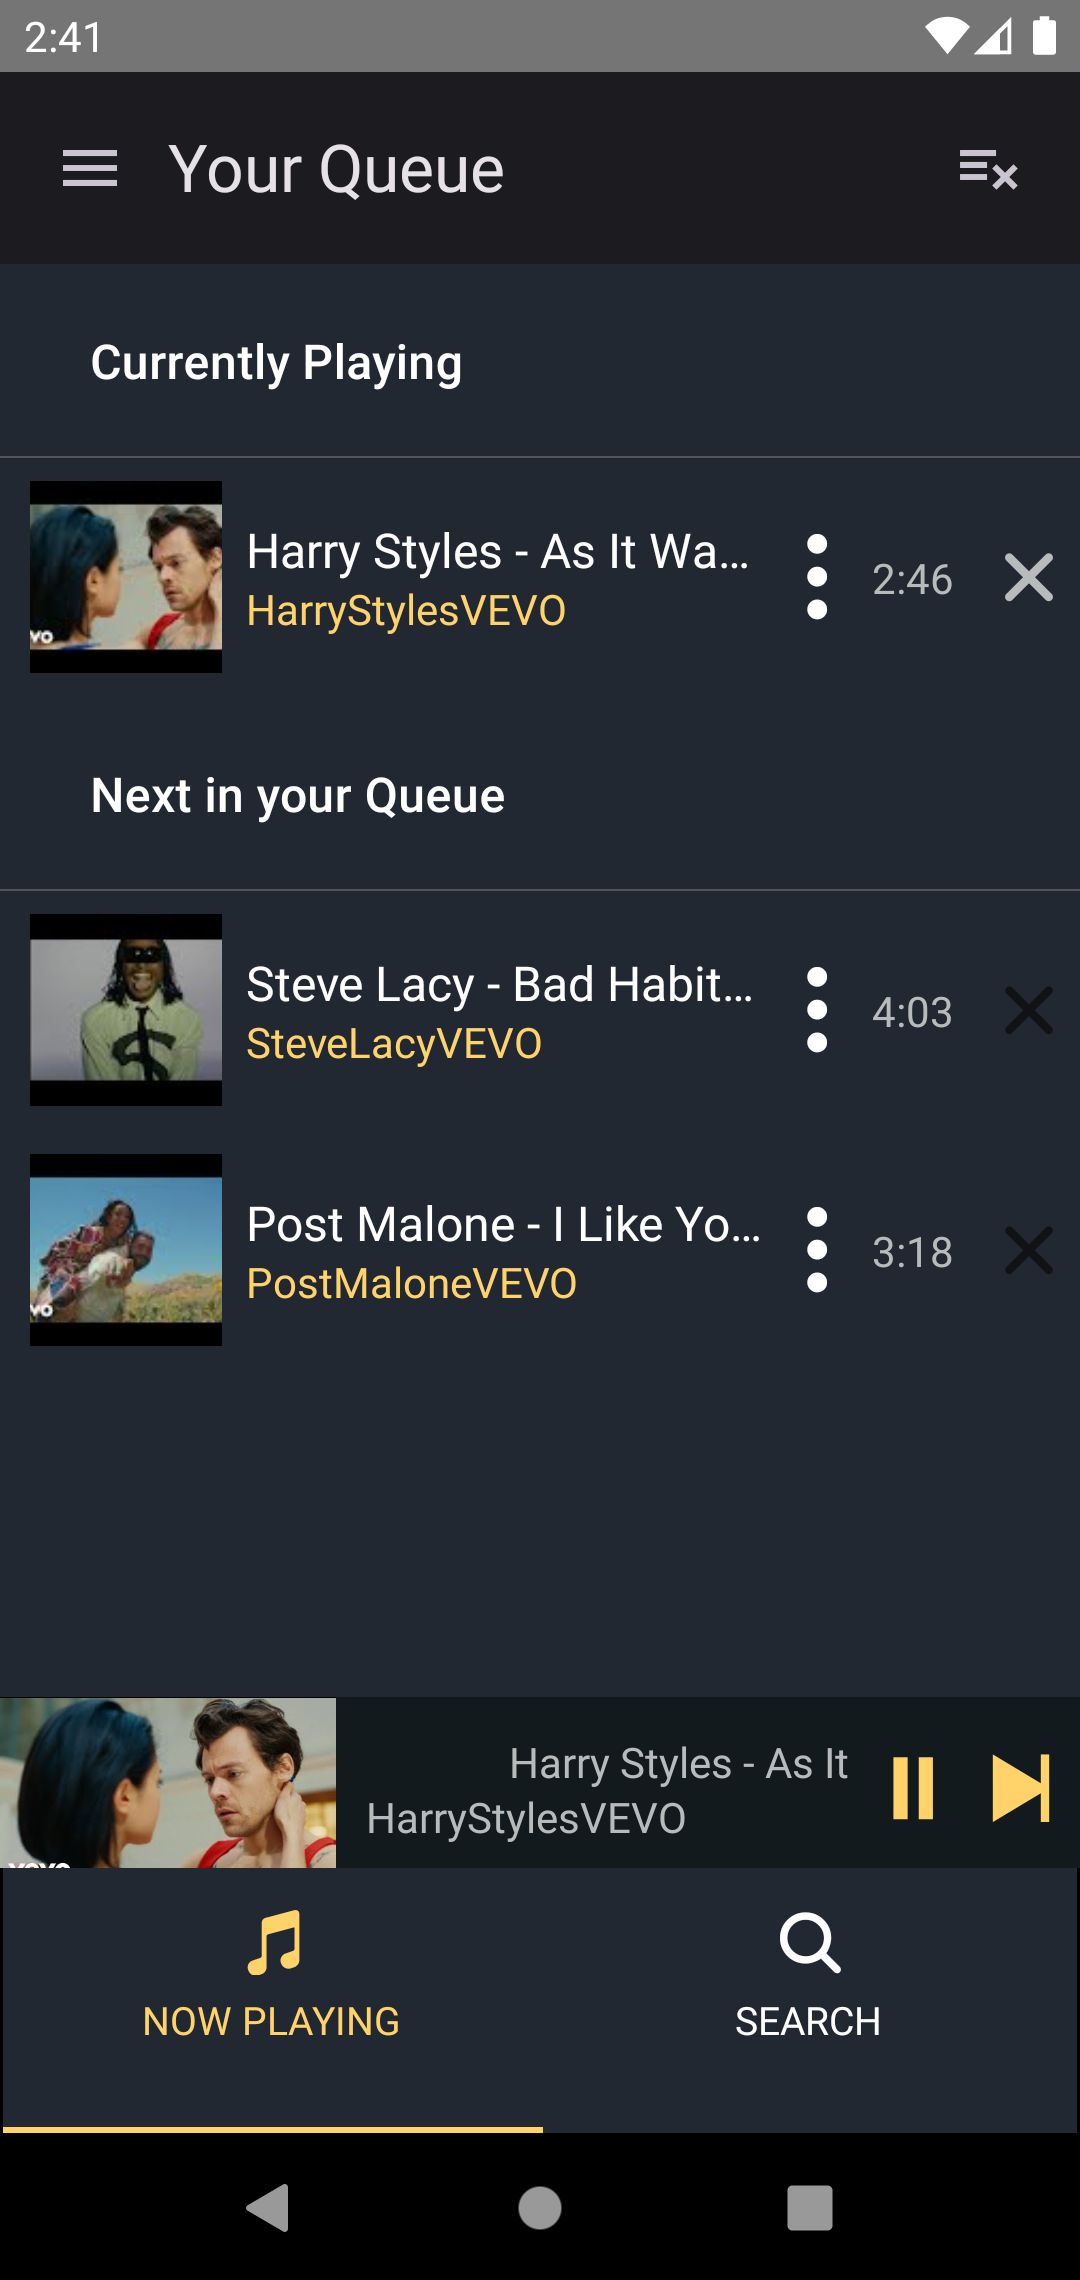 2:41
Your Queue
Currently Playing
Harry Styles - As It Wa...
HarryStylesVEVO
2:46
VO
Next in your Queue
Steve Lacy - Bad Habit...
SteveLacyVEVO
4:03
Post Malone - I Like Yo...
PostMaloneVEVO
3:18
VO
Harry Styles - As It
HarryStylesVEVO
NOW PLAYING
SEARCH